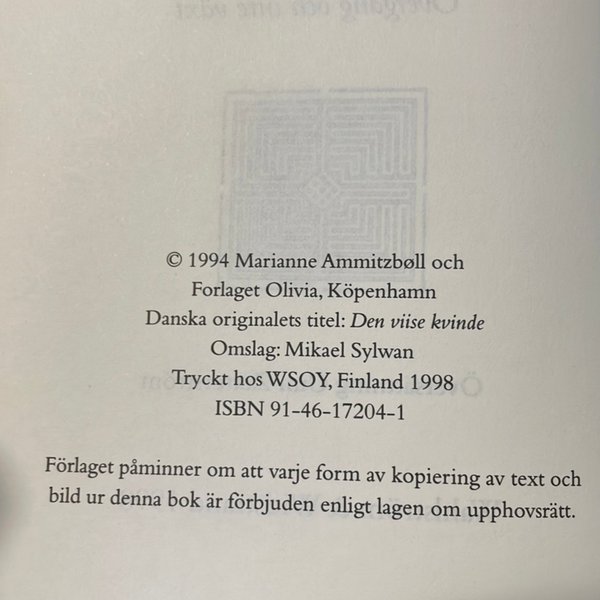 © 1994 Marianne Ammitzbøll och
Forlaget Olivia, Köpenhamn
Danska originalets titel: Den viise kvinde
Omslag: Mikael Sylwan
Tryckt hos WSOY, Finland 1998
ISBN 91-46-17204-1
Förlaget påminner om att varje form av kopiering av text och
bild ur denna bok är förbjuden enligt lagen om upphovsrätt.